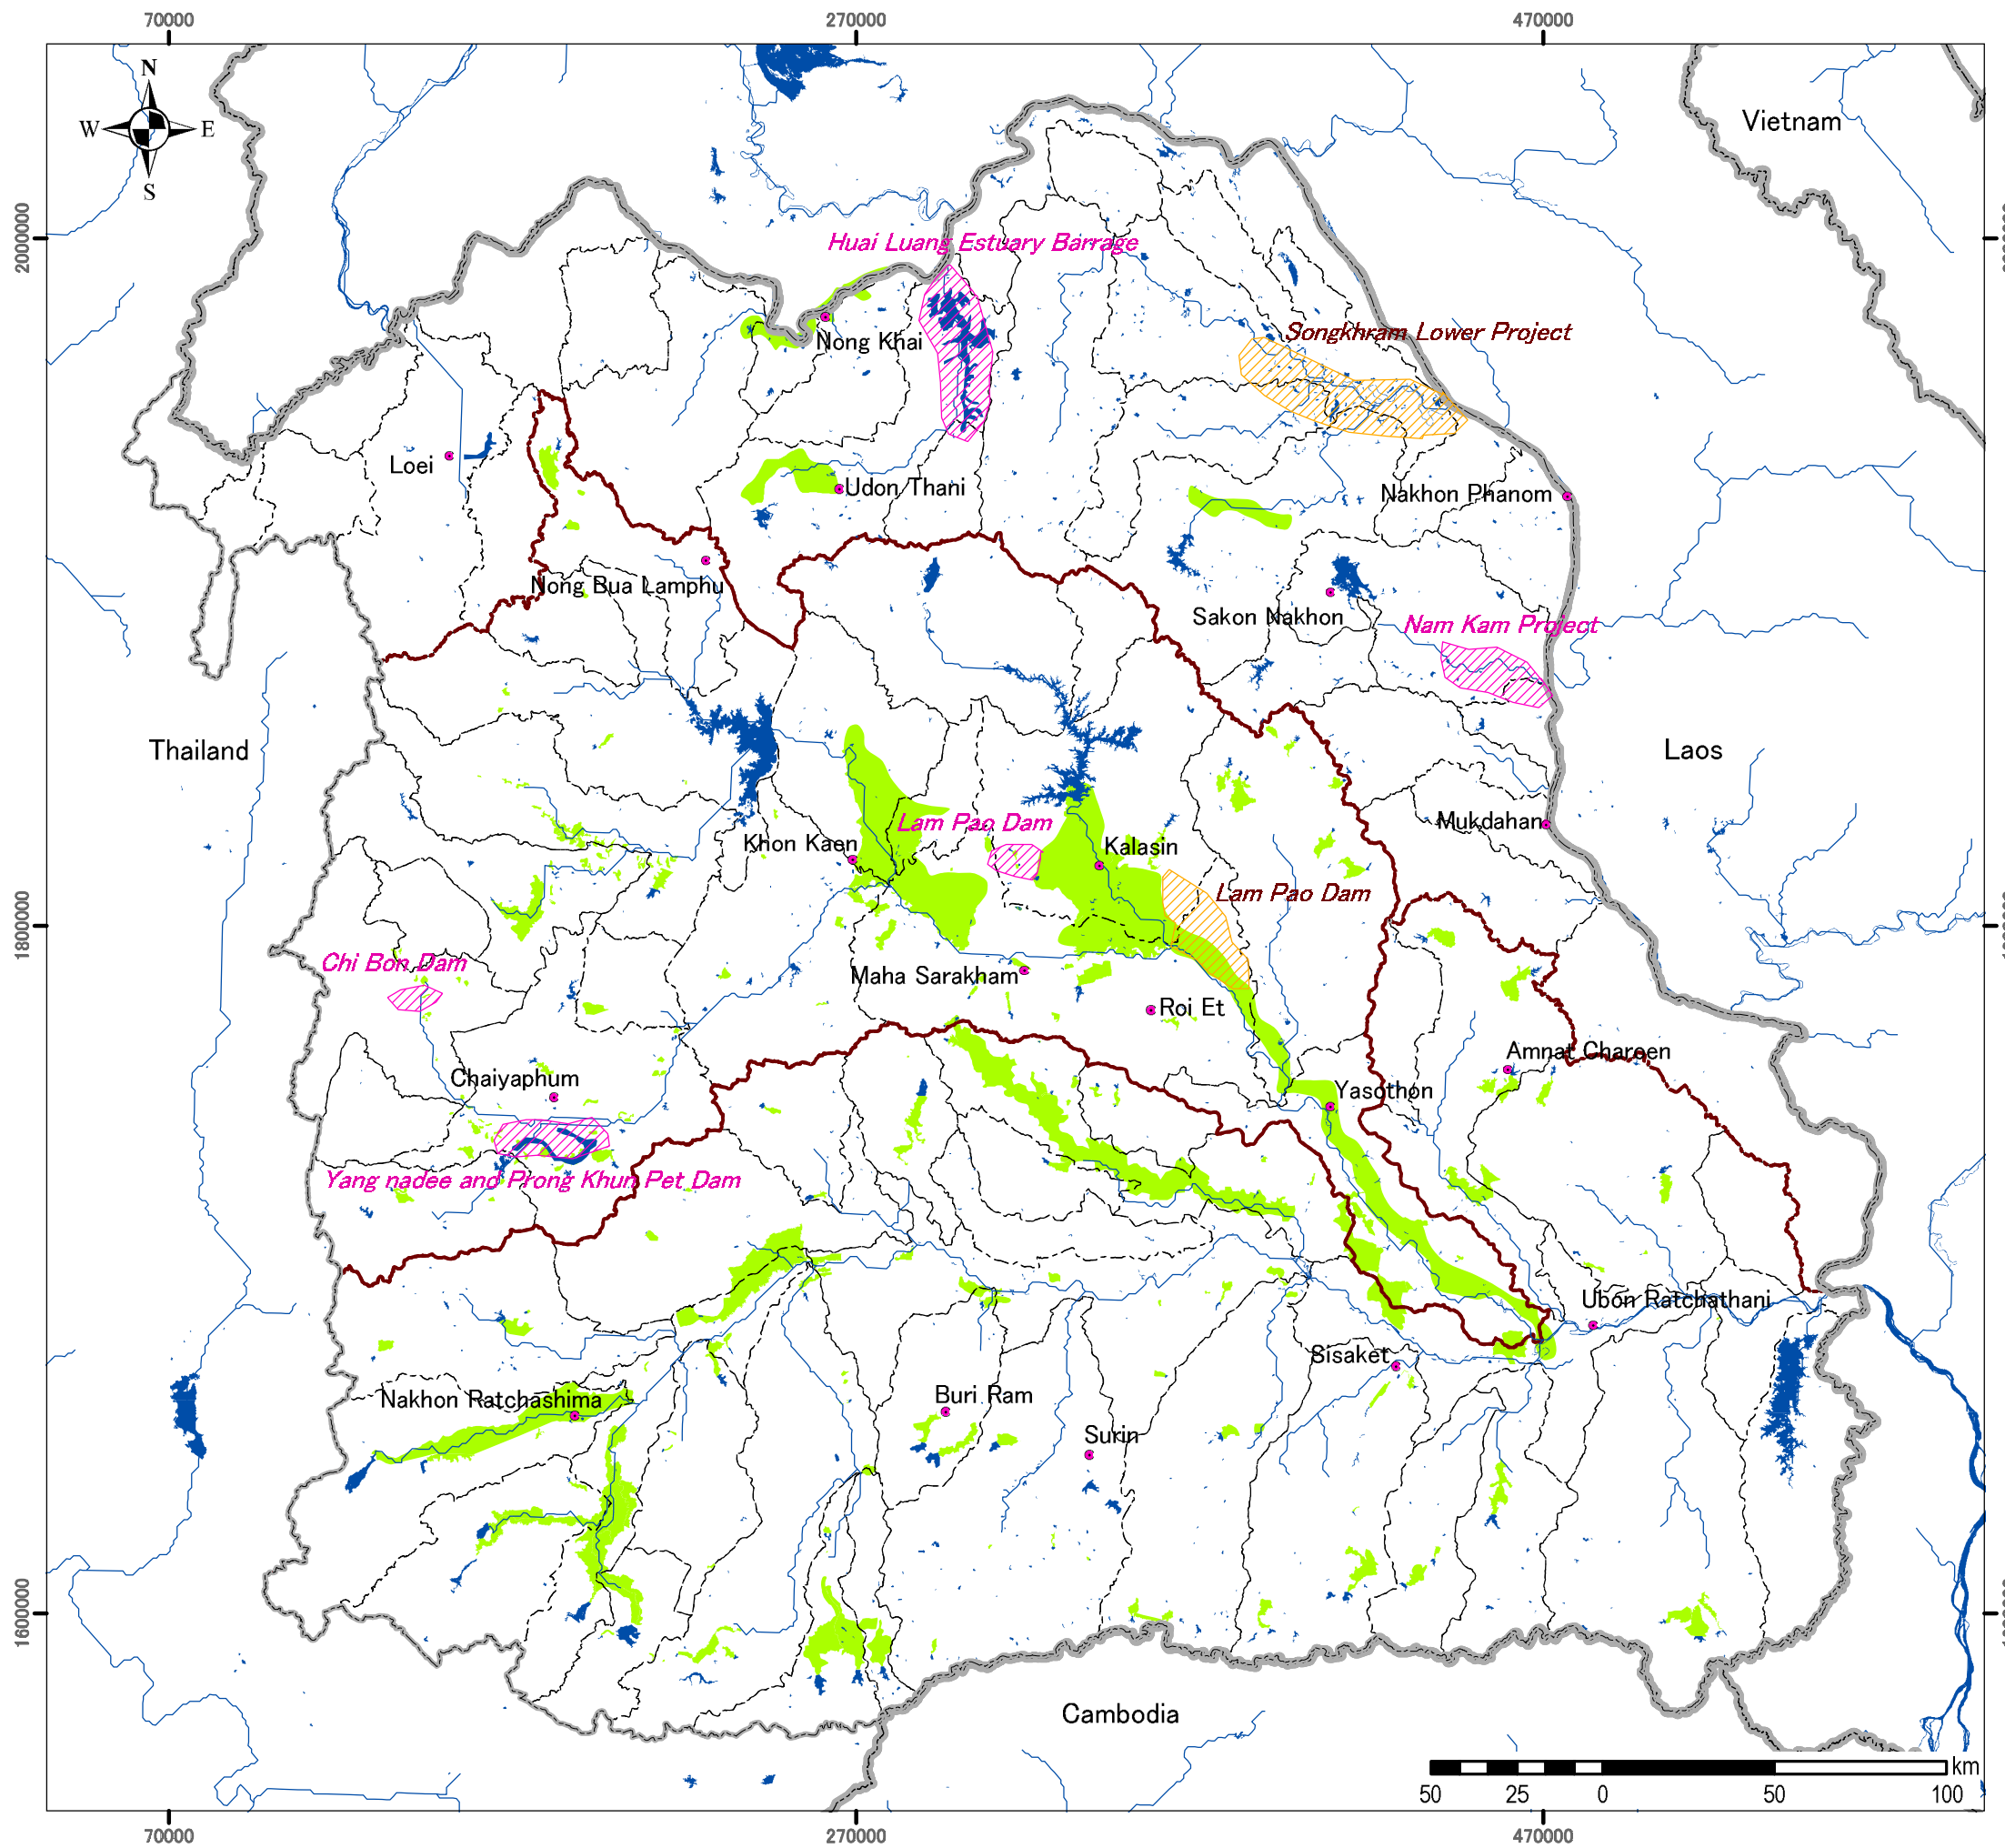 70000
270000
470000
N
W
E
S
Vietnam
2000000
Huai Luang Estuary Barrage
Songkhram Lower Project
Nong Khai
Loei
Udon Thani
Nakhon Phanom
Nong Bua Lamphu
Sakon Nakhon
Nam Kam Project
Thailand
Laos
Mukdahan
Lam Pao Dam
Khon Kaen
Kalasin
Lam Pao Dam
1800000
Chi Bon Dam
Maha Sarakham
Roi Et
Amnat Charoen
Chaiyaphum
Yasothon
Yang nadee and Prong Khun Pet Dam
Ubon Ratchathani
Sisaket
Nakhon Ratchashima
Buri Ram
Surin
1600000
Cambodia
km
50
25
0
50
100
70000
270000
470000